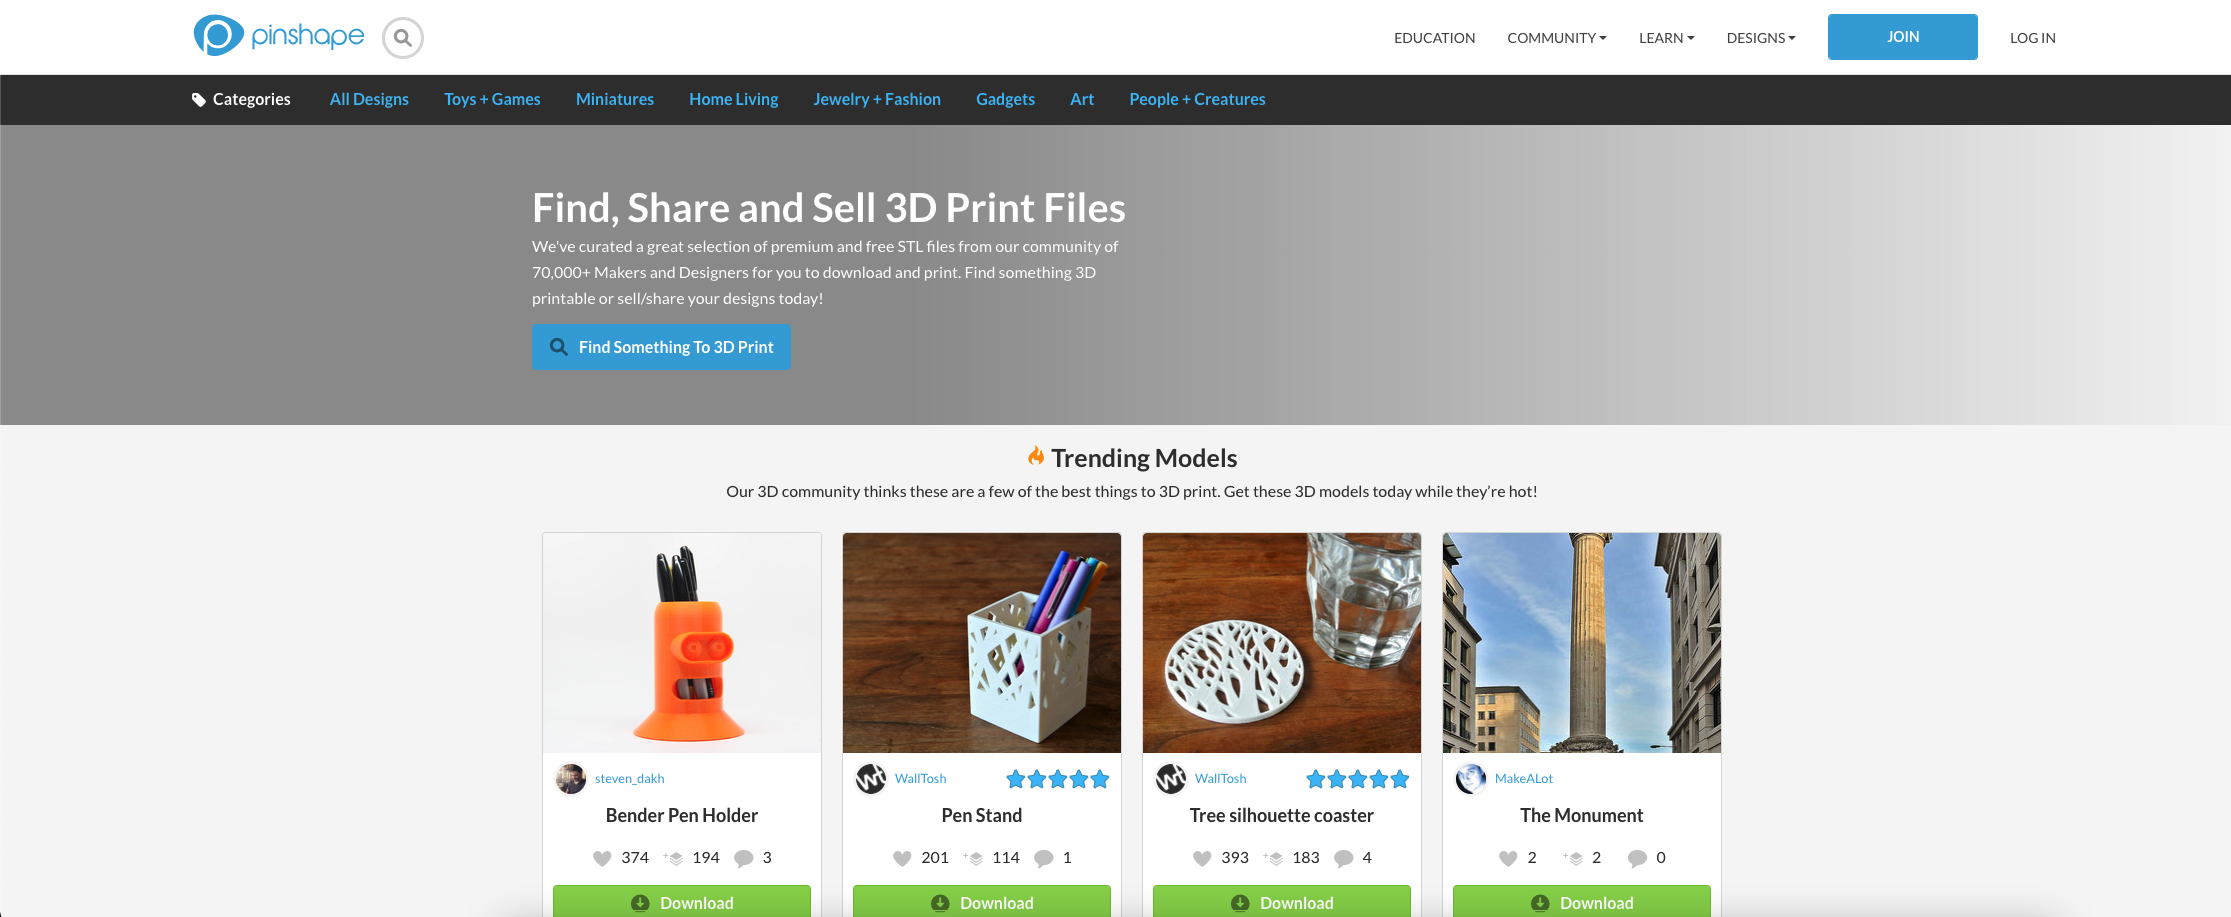 pinshape
EDUCATION
COMMUNITY
LEARN
DESIGNS
JOIN
LOG IN
Categories
All Designs
Toys + Games
Miniatures
Home Living
Jewelry + Fashion
Gadgets
Art
People + Creatures
Find, Share and Sell 3D Print Files
We've curated a great selection of premium and free STL files from our community of
70,000+ Makers and Designers for you to download and print. Find something 3D
printable or sell/share your designs today!
Find Something To 3D Print
Trending Models
Our 3D community thinks these are a few of the best things to 3D print. Get these 3D models today while they’re hot!
steven_dakh
Bender Pen Holder
374 194 3
Download
WallTosh
Pen Stand
201 114 1
Download
WallTosh
Tree silhouette coaster
393 183 4
Download
MakeALot
The Monument
2 2 0
Download